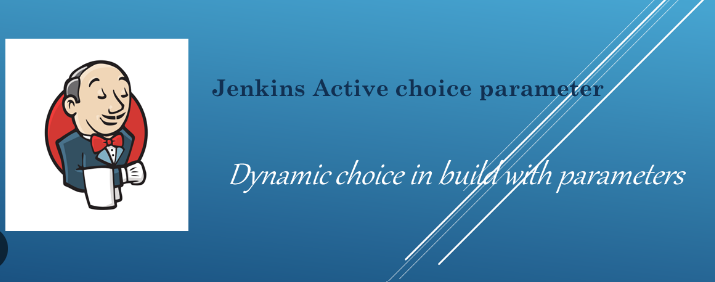 Jenkins Active choice parameter
Dynamic choice in build with parameters